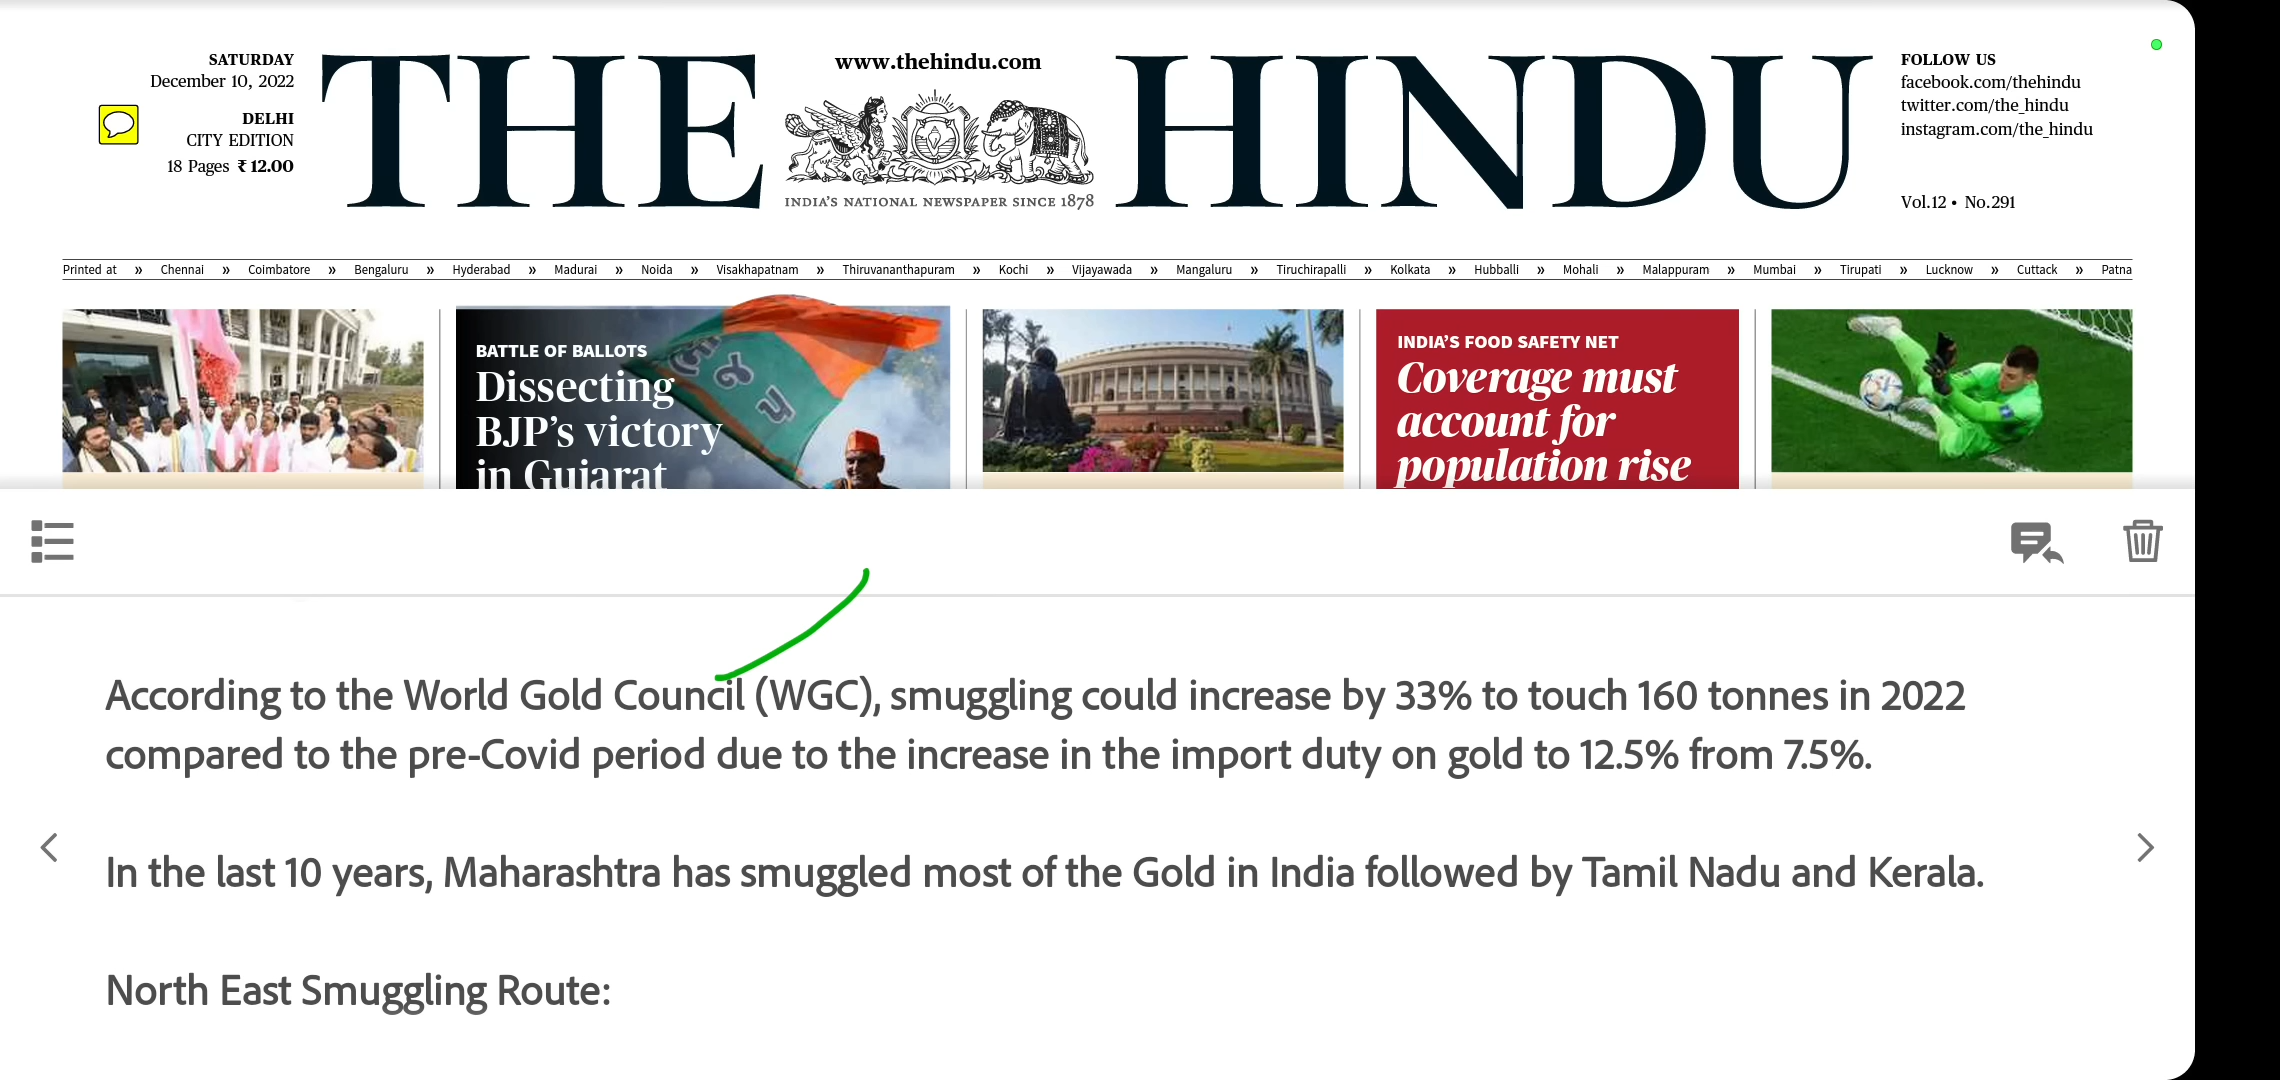 SATURDAY
December 10, 2022
DELHI
CITY EDITION
18 Pages ₹ 12.00
THE HINDU
www.thehindu.com
INDIA'S NATIONAL NEWSPAPER SINCE 1878
FOLLOW US
facebook.com/thehindu
twitter.com/the_hindu
instagram.com/the_hindu
Vol.12 • No.291
Printed at » Chennai » Coimbatore » Bengaluru » Hyderabad » Madurai » Noida » Visakhapatnam » Thiruvananthapuram » Kochi » Vijayawada » Mangaluru » Tiruchirapalli » Kolkata » Hubballi » Mohali » Malappuram » Mumbai » Tirupati » Lucknow » Cuttack » Patna
BATTLE OF BALLOTS
Dissecting
BJP's victory
in Gujarat
INDIA'S FOOD SAFETY NET
Coverage must
account for
population rise
According to the World Gold Council (WGC), smuggling could increase by 33% to touch 160 tonnes in 2022
compared to the pre-Covid period due to the increase in the import duty on gold to 12.5% from 7.5%.
In the last 10 years, Maharashtra has smuggled most of the Gold in India followed by Tamil Nadu and Kerala.
North East Smuggling Route: